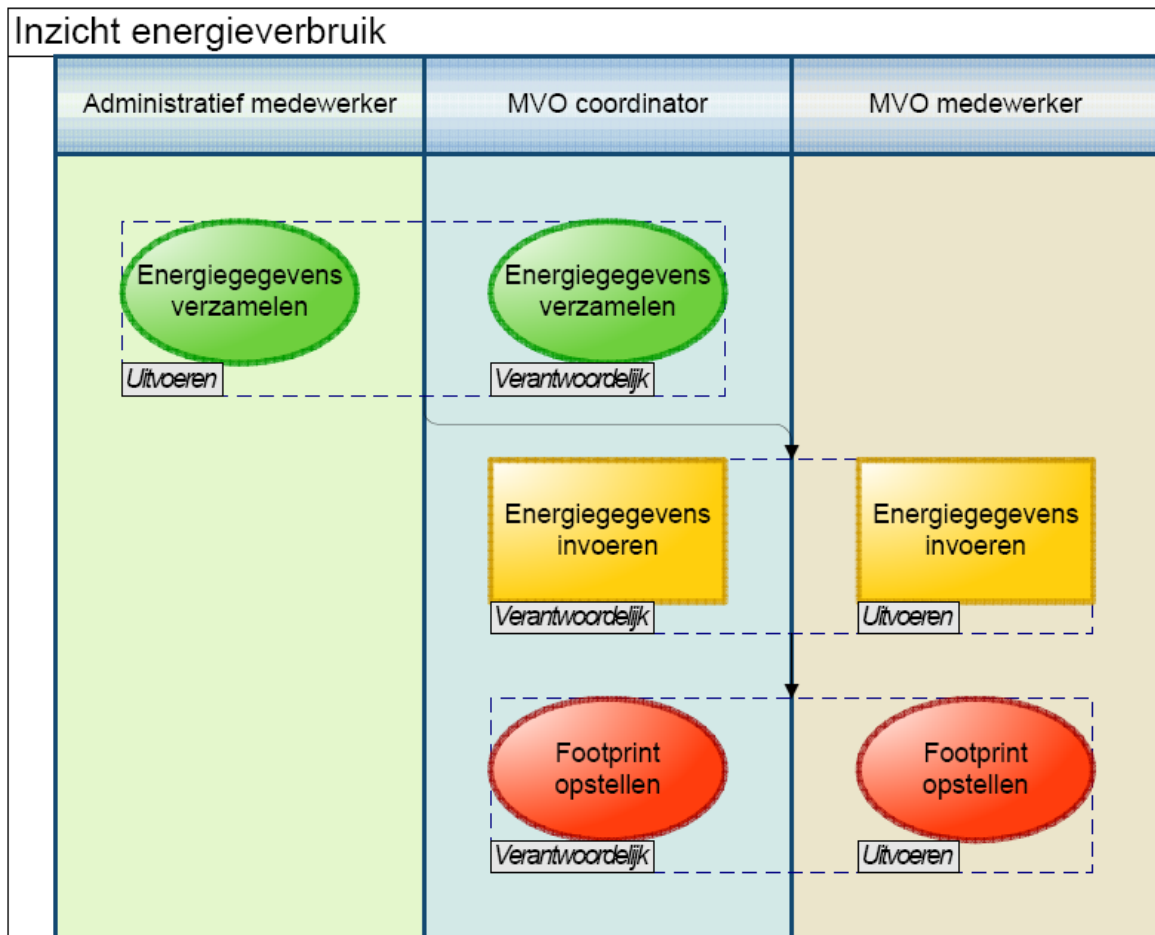 Inzicht energieverbruik
Administratief medewerker
MVO coordinator
MVO medewerker
Energiegegevens
verzamelen
Uitvoeren
Energiegegevens
verzamelen
Verantwoordelijk
Energiegegevens
invoeren
Verantwoordelijk
Energiegegevens
invoeren
Uitvoeren
Footprint
opstellen
Verantwoordelijk
Footprint
opstellen
Uitvoeren